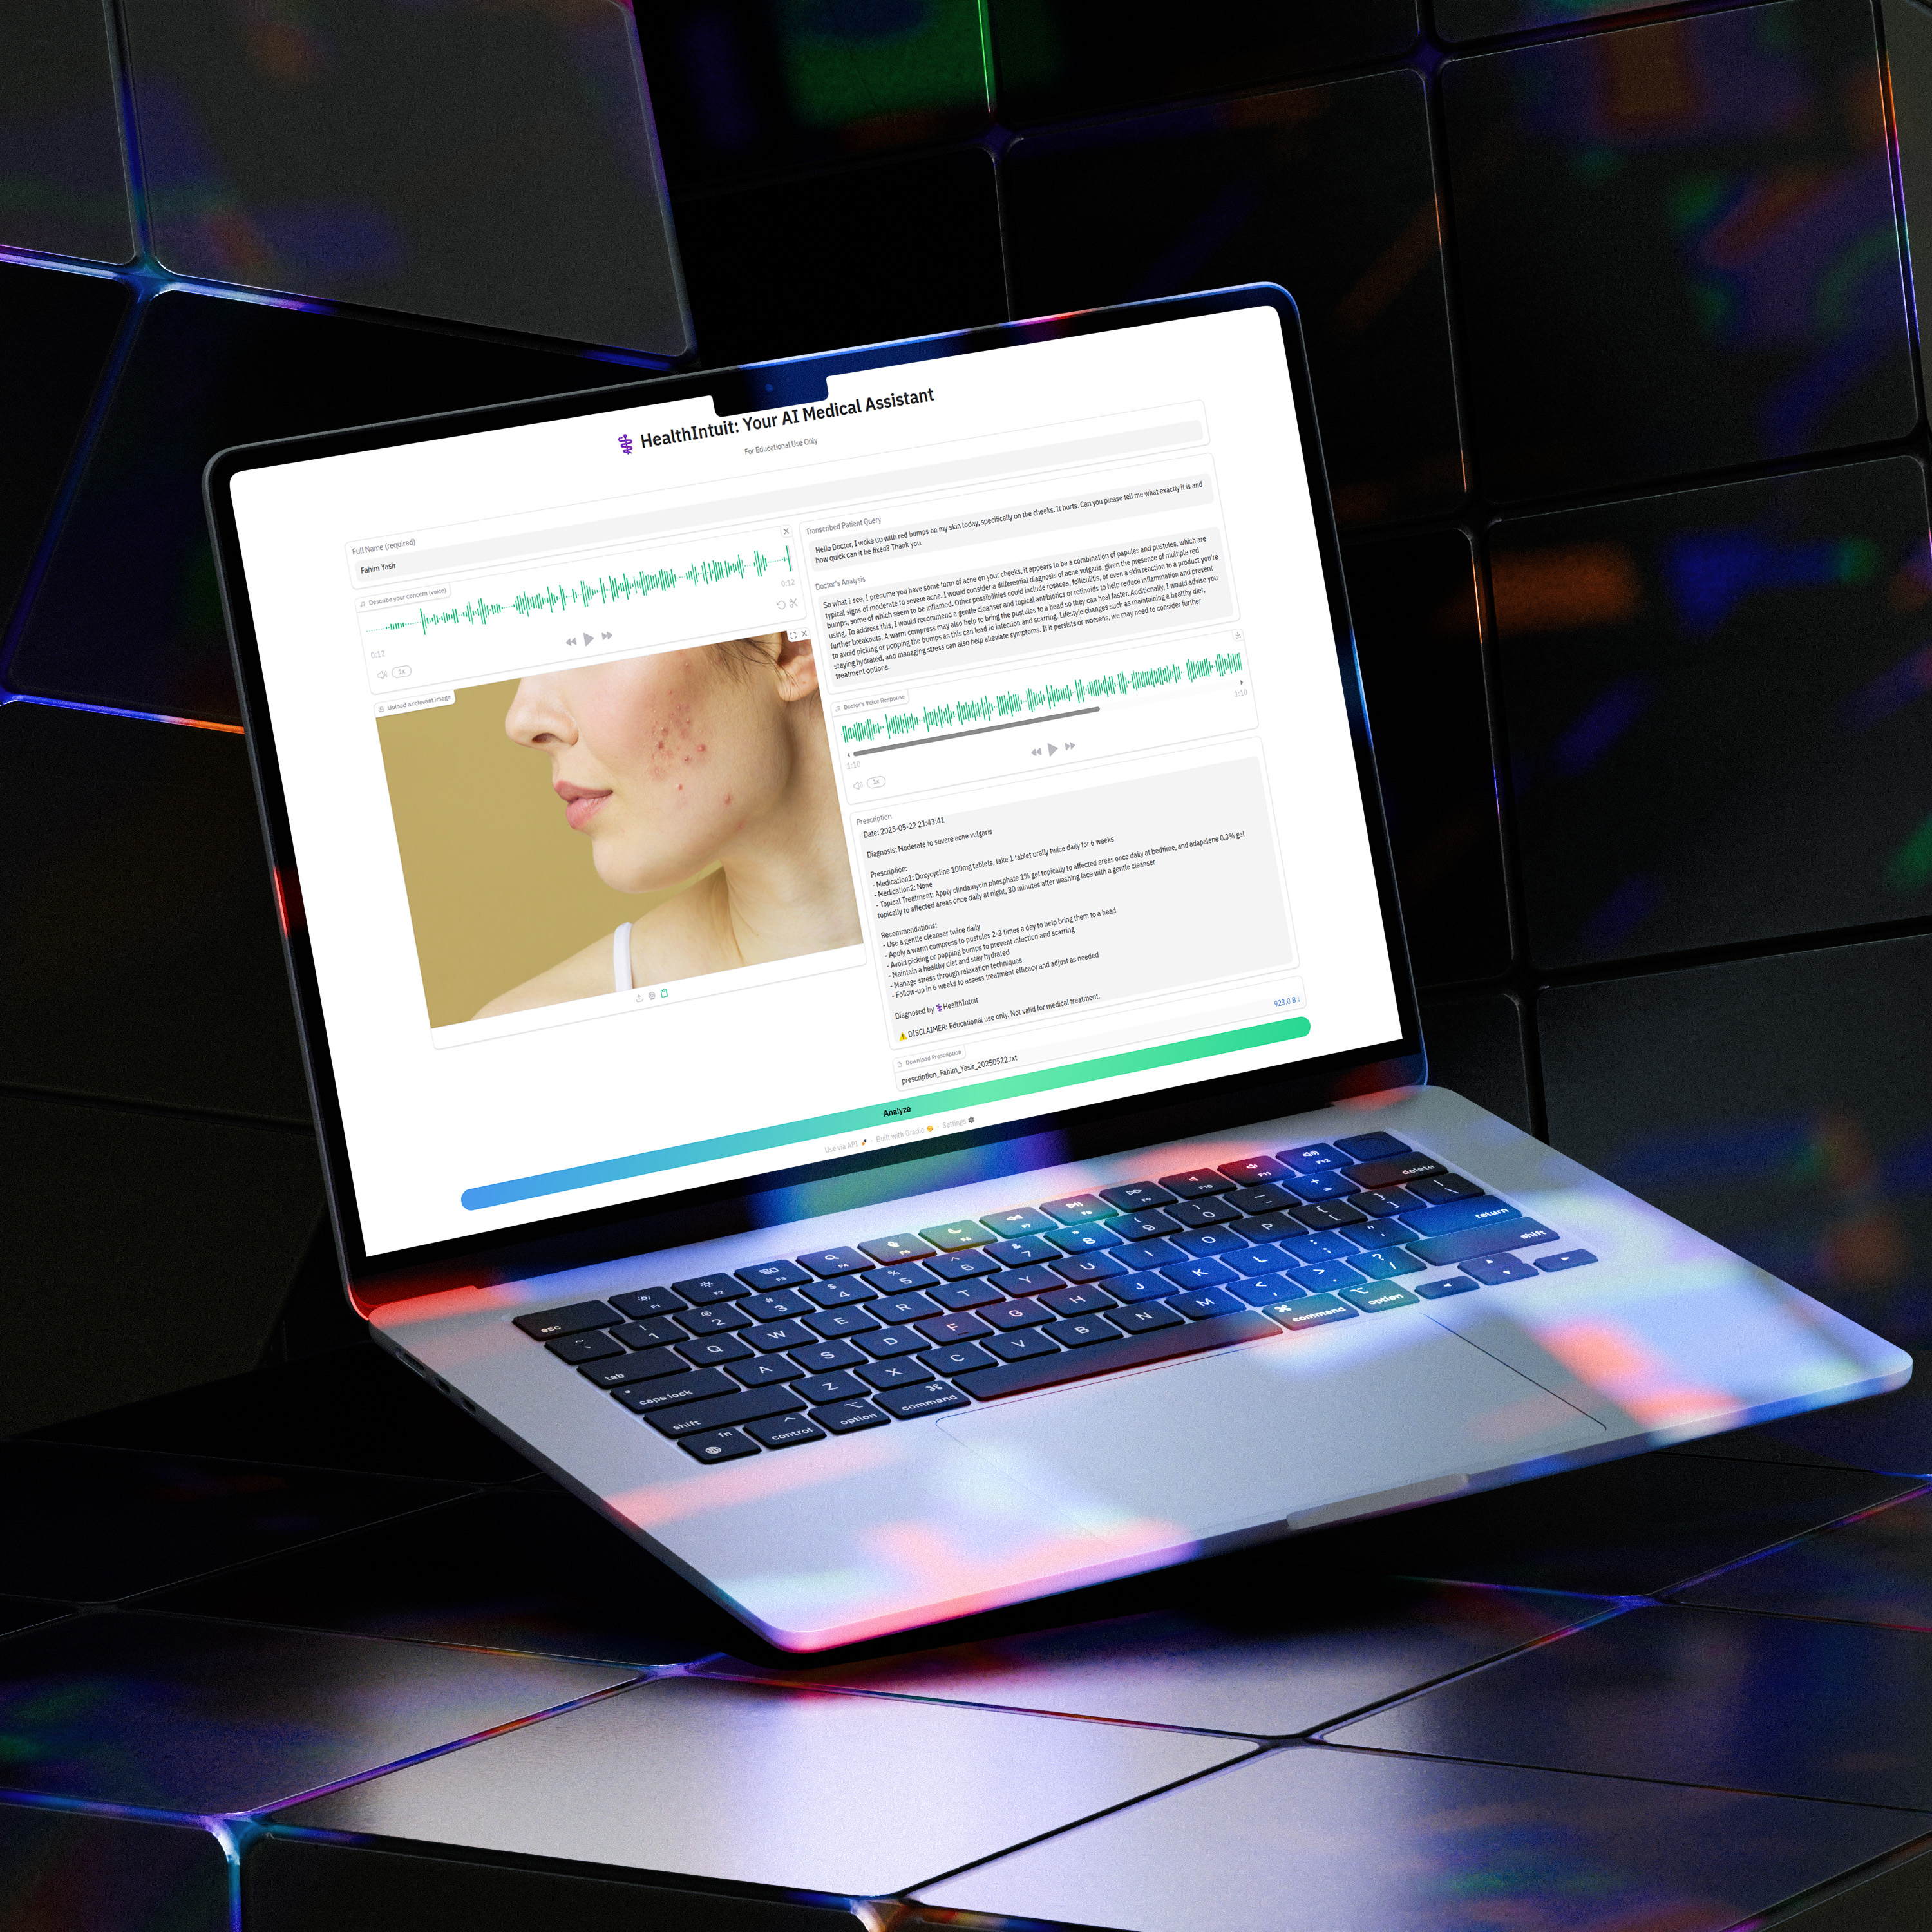 HealthIntuit: Your AI Medical Assistant
For Educational Use Only
Full Name (required)
Fahim Yasir
Describe your concern (voice)
0:12
0:12
1x
Upload a relevant image
Transcribed Patient Query
Hello Doctor, I woke up with red bumps on my skin today, specifically on the cheeks. It hurts. Can you please tell me what exactly it is and
how quick can it be fixed? Thank you.
Doctor's Analysis
So what I see, I presume you have some form of acne on your cheeks, it appears to be a combination of papules and pustules, which are
typical signs of moderate to severe acne. I would consider a differential diagnosis of acne vulgaris, given the presence of multiple red
bumps, some of which seem to be inflamed. Other possibilities could include rosacea, folliculitis, or even a skin reaction to a product you're
using. To address this, I would recommend a gentle cleanser and topical antibiotics or retinoids to help reduce inflammation and prevent
further breakouts. A warm compress may also help to bring the pustules to a head so they can heal faster. Additionally, I would advise you
to avoid picking or popping the bumps as this can lead to infection and scarring. Lifestyle changes such as maintaining a healthy diet,
staying hydrated, and managing stress can also help alleviate symptoms. If it persists or worsens, we may need to consider further
treatment options.
Doctor's Voice Response
1:10
1:10
1x
Prescription
Date: 2025-05-22 21:43:41
Diagnosis: Moderate to severe acne vulgaris
Prescription:
- Medication1: Doxycycline 100mg tablets, take 1 tablet orally twice daily for 6 weeks
- Medication2: None
- Topical Treatment: Apply clindamycin phosphate 1% gel topically to affected areas once daily at bedtime, and adapalene 0.3% gel
topically to affected areas once daily at night, 30 minutes after washing face with a gentle cleanser
Recommendations:
- Use a gentle cleanser twice daily
- Apply a warm compress to pustules 2-3 times a day to help bring them to a head
- Avoid picking or popping bumps to prevent infection and scarring
- Maintain a healthy diet and stay hydrated
- Manage stress through relaxation techniques
- Follow-up in 6 weeks to assess treatment efficacy and adjust as needed
Diagnosed by HealthIntuit
⚠️ DISCLAIMER: Educational use only. Not valid for medical treatment.
Download Prescription
prescription_Fahim_Yasir_20250522.txt
923.0 B ↓
Analyze
Use via API · Built with Gradio · Settings
esc F1 F2 F3 F4 F5 F6 F7 F8 F9 F10 F11 F12
~ ` ! 1 @ 2 # 3 $ 4 % 5 ^ 6 & 7 * 8 ( 9 ) 0 _ - + = delete
tab Q W E R T Y U I O P { [ } ] | \
caps lock A S D F G H J K L : ; " ' return
shift Z X C V B N M < , > . ? / shift
fn control option command command option